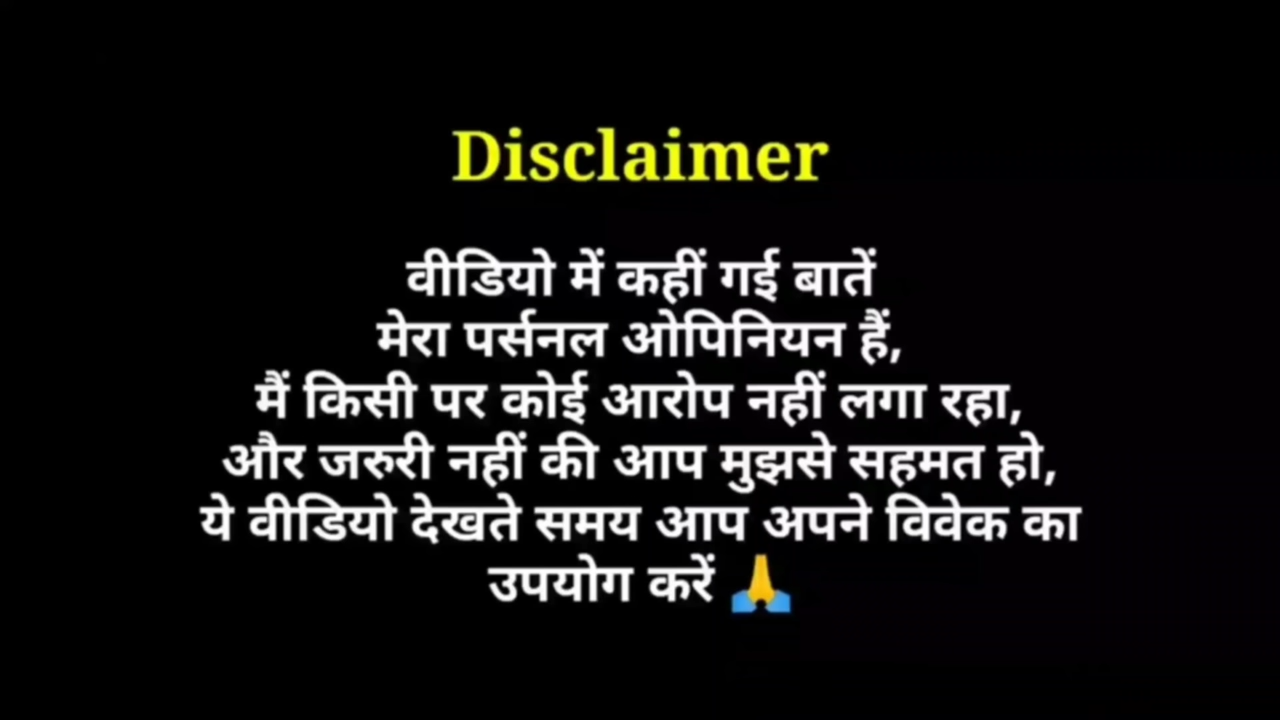 Disclaimer
वीडियो में कहीं गई बातें
मेरा पर्सनल ओपिनियन हैं,
मैं किसी पर कोई आरोप नहीं लगा रहा,
और जरुरी नहीं की आप मुझसे सहमत हो,
ये वीडियो देखते समय आप अपने विवेक का
उपयोग करें 🙏